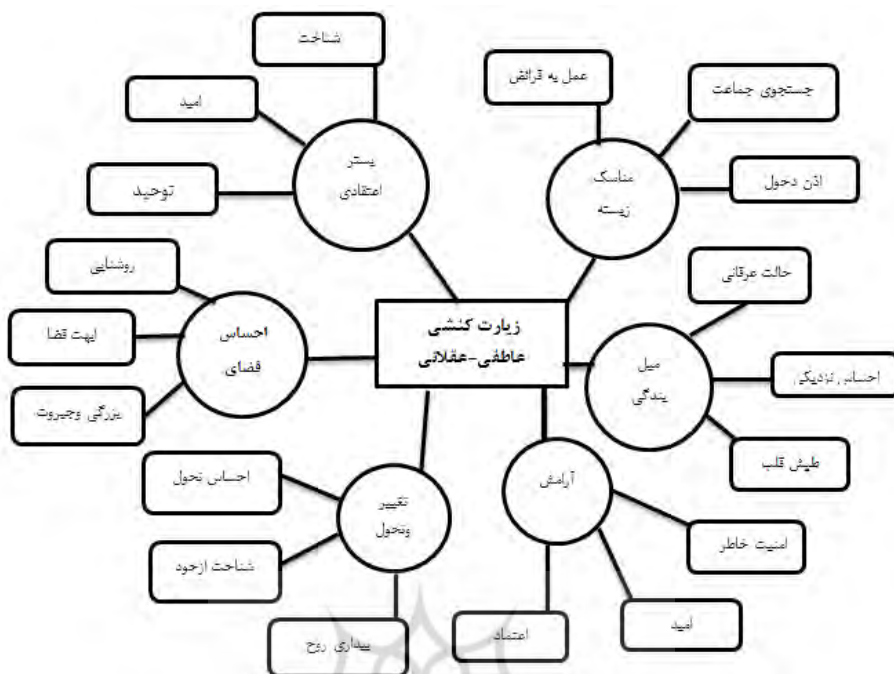 شناخت
امید
توحید
بستر
اعتقادی
عمل به فرائض
جستجوی جماعت
اذن دخول
مناسک
زیسته
روشنایی
ابهت فضا
بزرگی وجبروت
احساس
فضای
زیارت کنشی
عاطفی-عقلانی
حالت عرفانی
احساس نزدیکی
طپش قلب
میل
بندگی
احساس تحول
شناخت ازخود
بیداری روح
تغییر
وتحول
آرامش
امنیت خاطر
امید
اعتماد